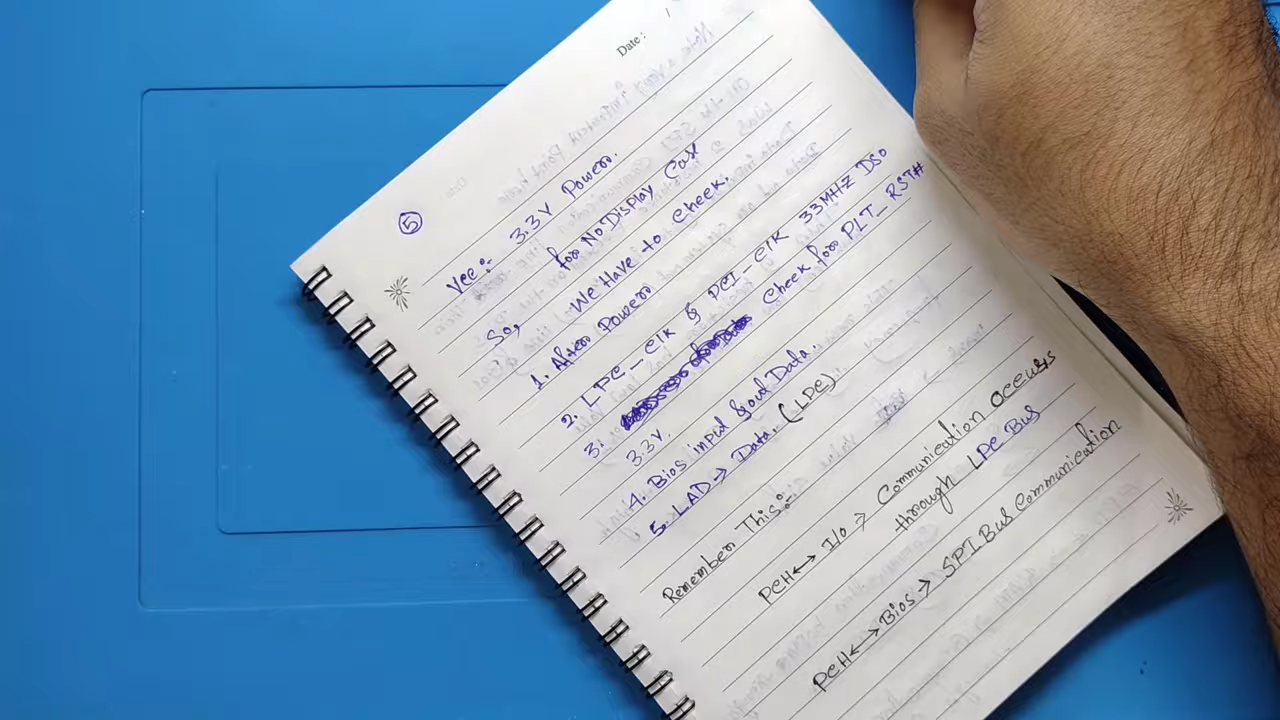 Date :
5
Vcc:- 3.3V Power.
So, for No Display Case
We Have to Check.
1. After Power
2. LPC-Clk & PCI-Clk 33MHZ DSO
3. Check for PLT_RST#
3.3V.
4. Bios input & out Data.
5. LAD → Data. (LPC)
Remember This:-
PCH ↔ I/O → Communication Occurs
through LPC Bus
PCH ↔ Bios → SPI Bus Communication